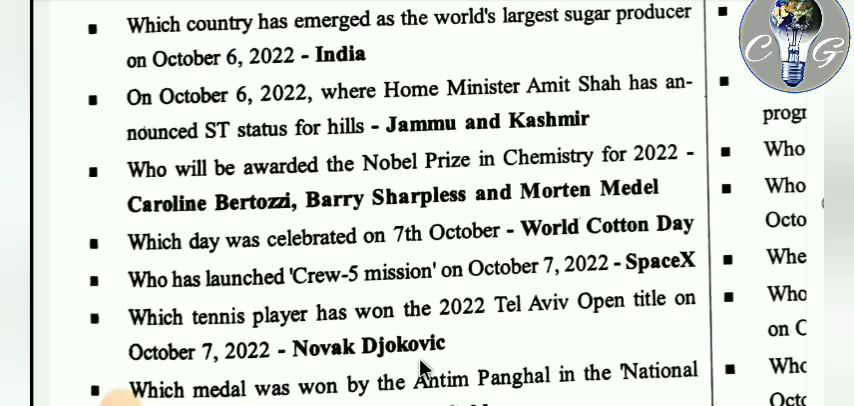 Which country has emerged as the world's largest sugar producer
on October 6, 2022 - India
On October 6, 2022, where Home Minister Amit Shah has an-
nounced ST status for hills - Jammu and Kashmir
Who will be awarded the Nobel Prize in Chemistry for 2022 -
Caroline Bertozzi, Barry Sharpless and Morten Medel
Which day was celebrated on 7th October - World Cotton Day
Who has launched 'Crew-5 mission' on October 7, 2022 - SpaceX
Which tennis player has won the 2022 Tel Aviv Open title on
October 7, 2022 - Novak Djokovic
Which medal was won by the Antim Panghal in the 'National
C G
progr
Who
Who
Octo
Whe
Who
on C
Who
Octo